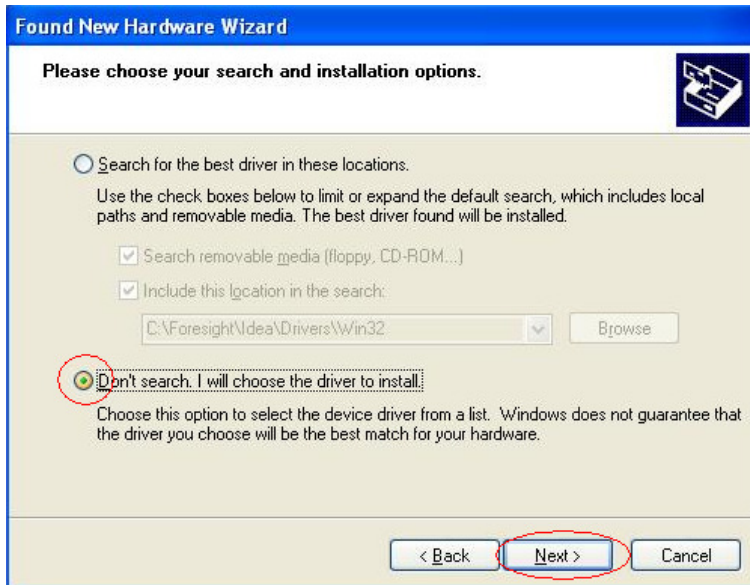 Found New Hardware Wizard
Please choose your search and installation options.
Search for the best driver in these locations.
Use the check boxes below to limit or expand the default search, which includes local
paths and removable media. The best driver found will be installed.
Search removable media (floppy, CD-ROM...)
Include this location in the search:
C:\Foresight\Idea\Drivers\Win32
Browse
Don't search. I will choose the driver to install.
Choose this option to select the device driver from a list.  Windows does not guarantee that
the driver you choose will be the best match for your hardware.
< Back
Next >
Cancel